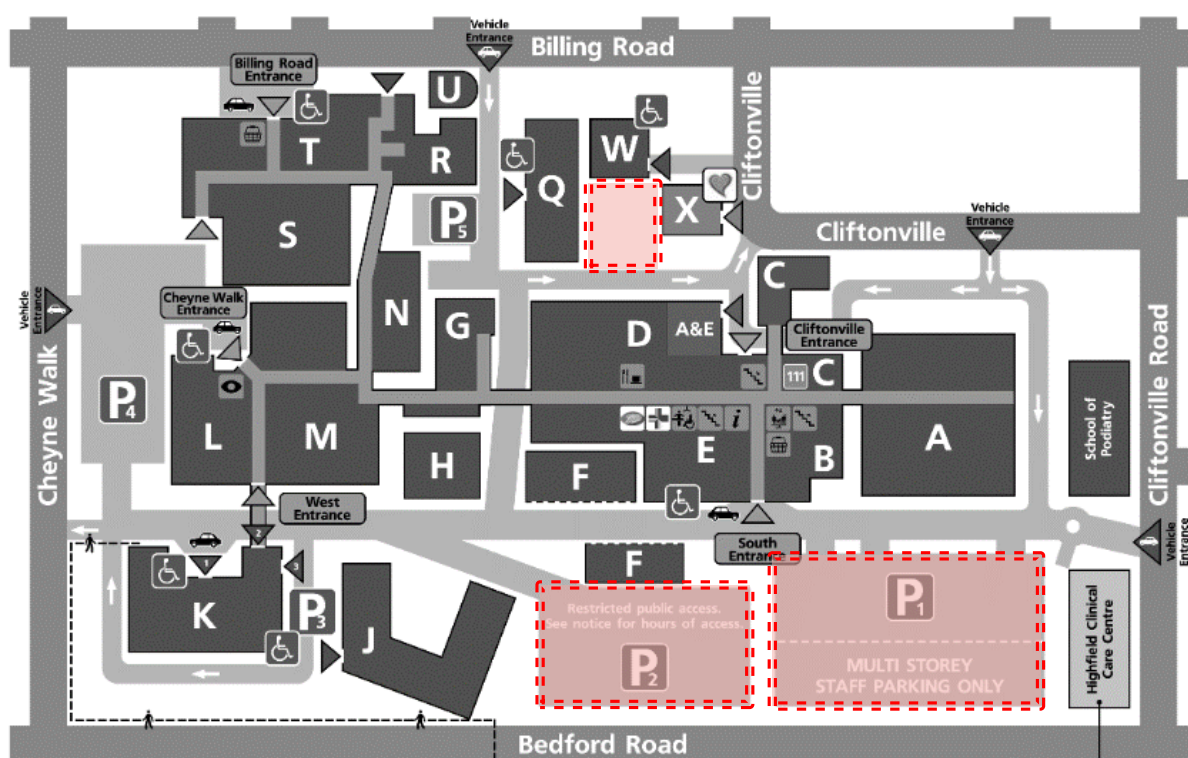 Vehicle
Entrance
Billing Road
Billing Road
Entrance
U
T
R
W
Cliftonville
Q
X
P5
S
Cliftonville
Vehicle
Entrance
C
Vehicle
Entrance
Cheyne Walk
Entrance
N
G
D
A&E
Cliftonville
Entrance
111
C
P4
L
M
H
E
i
B
A
F
School of
Podiatry
Cheyne Walk
Cliftonville Road
West
Entrance
2
South
Entrance
Vehicle
Entrance
1
3
K
P3
J
F
Restricted public access.
See notice for hours of access.
P2
P1
MULTI STOREY
STAFF PARKING ONLY
Highfield Clinical
Care Centre
Bedford Road